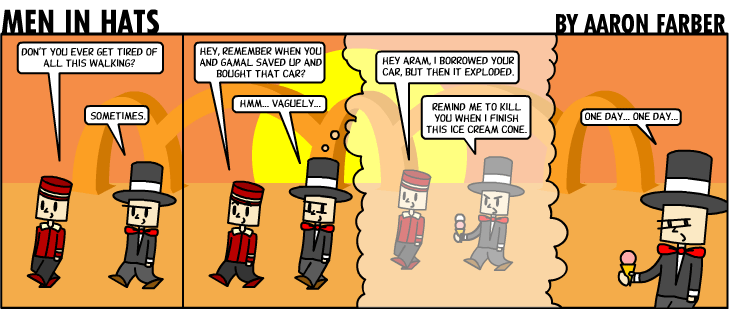 MEN IN HATS
BY AARON FARBER
DON'T YOU EVER GET TIRED OF
ALL THIS WALKING?
SOMETIMES.
HEY, REMEMBER WHEN YOU
AND GAMAL SAVED UP AND
BOUGHT THAT CAR?
HMM... VAGUELY...
HEY ARAM, I BORROWED YOUR
CAR, BUT THEN IT EXPLODED.
REMIND ME TO KILL
YOU WHEN I FINISH
THIS ICE CREAM CONE.
ONE DAY... ONE DAY...